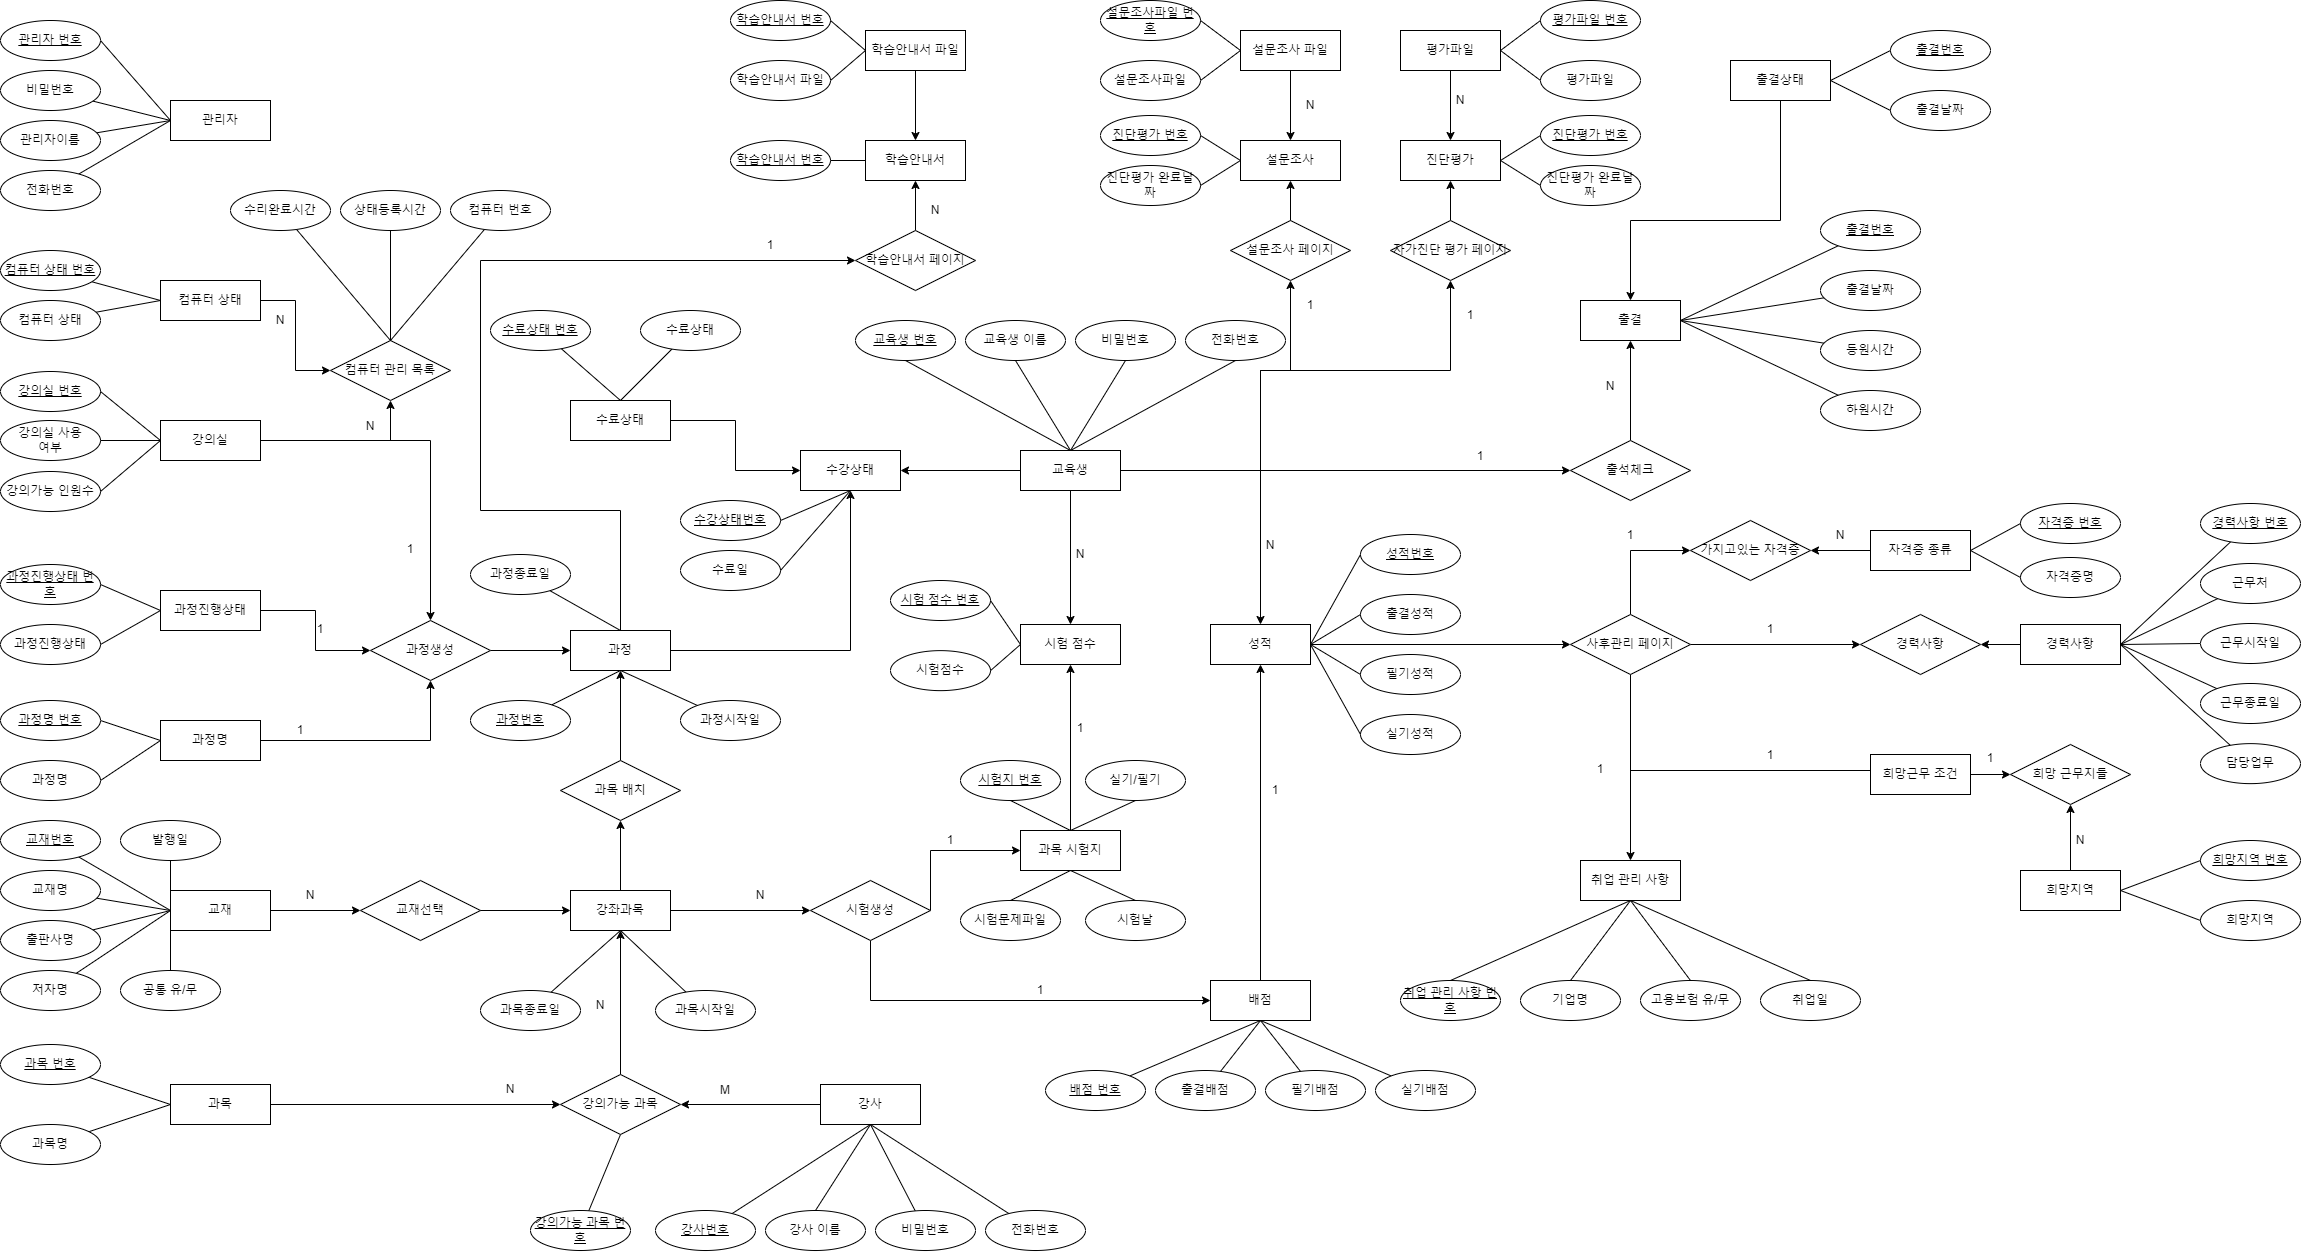 관리자 번호
비밀번호
관리자이름
전화번호
관리자
학습안내서 번호
학습안내서 파일
학습안내서 파일
학습안내서 번호
학습안내서
N
1
학습안내서 페이지
설문조사파일 번
호
설문조사파일
설문조사 파일
N
진단평가 번호
진단평가 완료날
짜
설문조사
설문조사 페이지
1
평가파일
평가파일 번호
평가파일
N
진단평가
진단평가 번호
진단평가 완료날
짜
자가진단 평가 페이지
1
출결상태
출결번호
출결날짜
출결
출결번호
출결날짜
등원시간
하원시간
N
출석체크
1
수리완료시간
상태등록시간
컴퓨터 번호
컴퓨터 상태 번호
컴퓨터 상태
컴퓨터 상태
N
컴퓨터 관리 목록
강의실 번호
강의실 사용
여부
강의가능 인원수
강의실
N
1
수료상태 번호
수료상태
수료상태
수강상태
수강상태번호
수료일
교육생 번호
교육생 이름
비밀번호
전화번호
교육생
N
N
과정진행상태 번
호
과정진행상태
과정진행상태
1
과정생성
과정종료일
과정
과정번호
과정시작일
과정명 번호
과정명
과정명
1
과목 배치
시험 점수 번호
시험점수
시험 점수
1
성적
성적번호
출결성적
필기성적
실기성적
1
사후관리 페이지
1
가지고있는 자격증
N
자격증 종류
자격증 번호
자격증명
1
경력사항
경력사항
경력사항 번호
근무처
근무시작일
근무종료일
담당업무
1
1
희망근무 조건
1
희망 근무지들
N
희망지역
희망지역 번호
희망지역
취업 관리 사항
취업 관리 사항 번
호
기업명
고용보험 유/무
취업일
교재번호
발행일
교재명
출판사명
저자명
공통 유/무
교재
N
교재선택
강좌과목
과목종료일
과목시작일
N
N
시험생성
1
시험지 번호
실기/필기
과목 시험지
시험문제파일
시험날
1
배점
배점 번호
출결배점
필기배점
실기배점
과목 번호
과목명
과목
N
강의가능 과목
M
강사
강의가능 과목 번
호
강사번호
강사 이름
비밀번호
전화번호